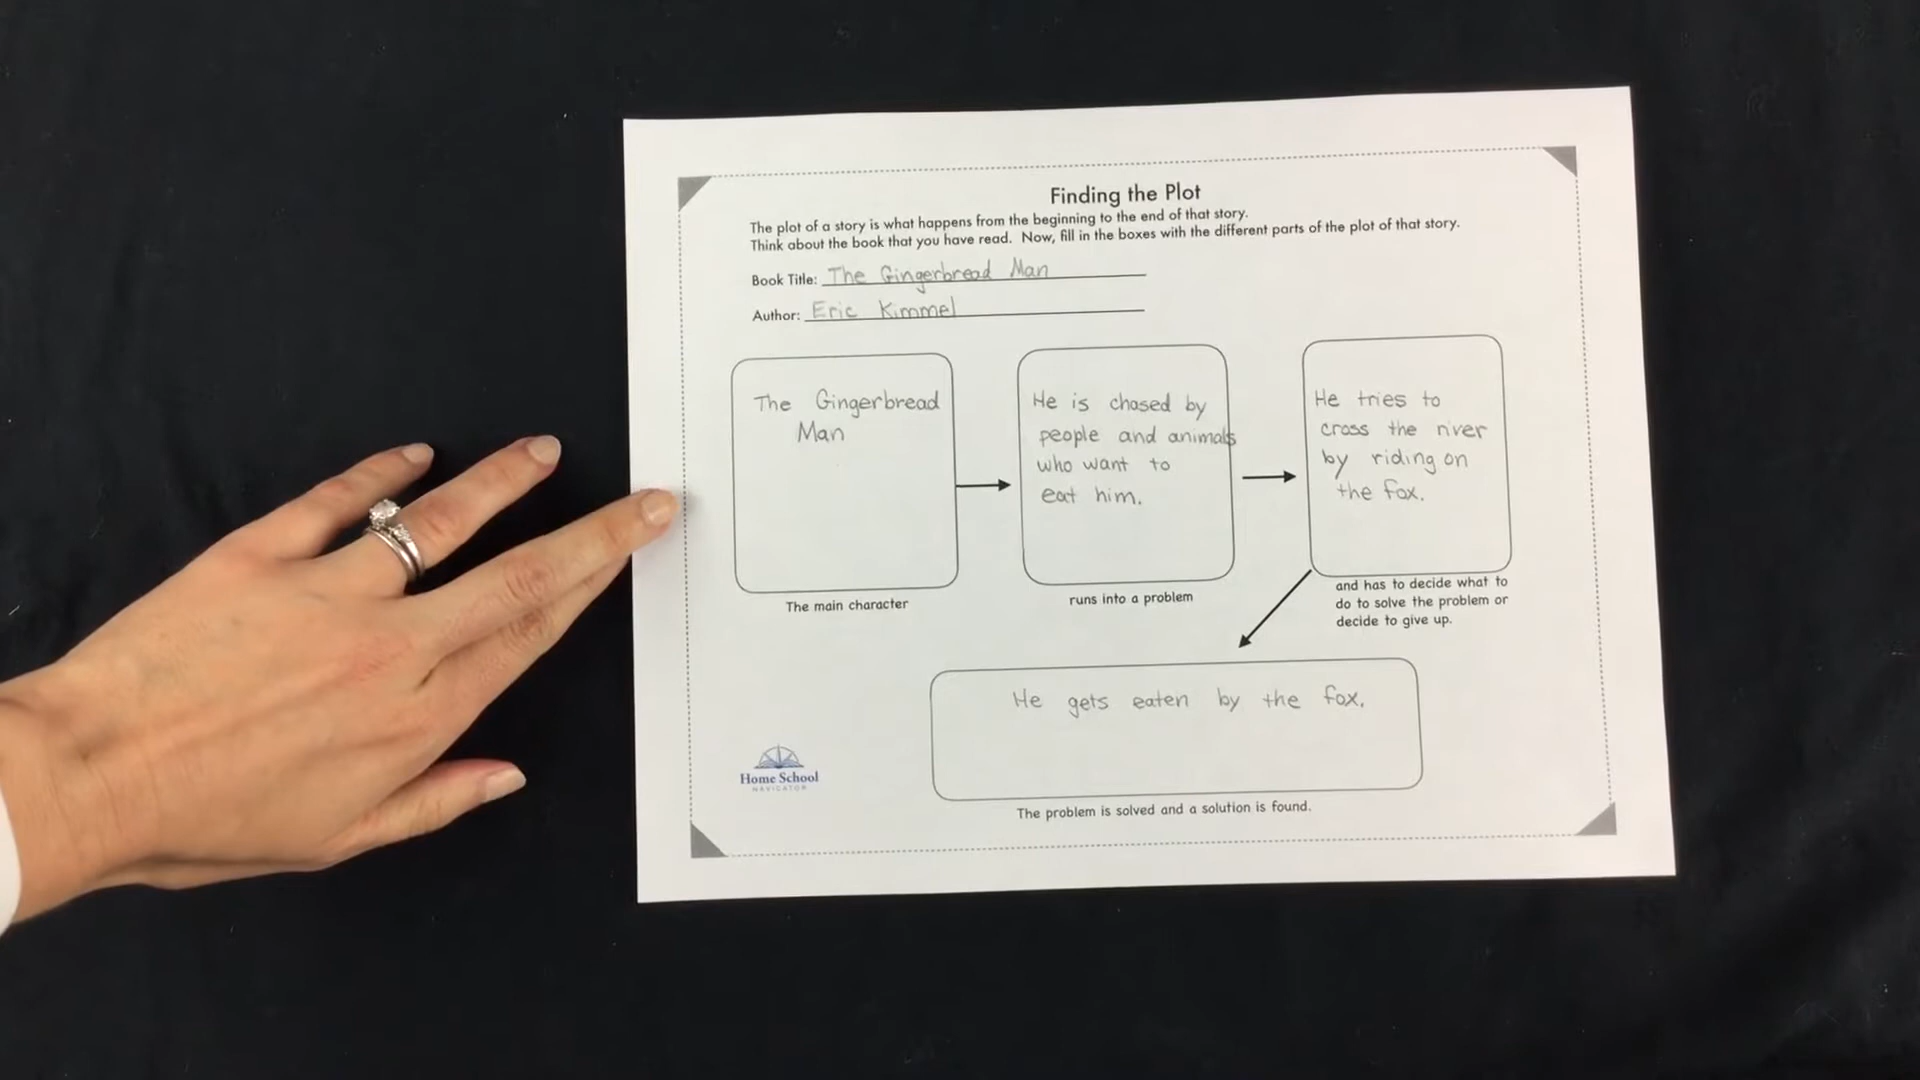 Finding the Plot
The plot of a story is what happens from the beginning to the end of that story.
Think about the book that you have read. Now, fill in the boxes with the different parts of the plot of that story.
Book Title: The Gingerbread Man
Author: Eric Kimmel
The Gingerbread
Man
The main character
He is chased by
people and animals
who want to
eat him.
runs into a problem
He tries to
cross the river
by riding on
the fox.
and has to decide what to
do to solve the problem or
decide to give up.
He gets eaten by the fox.
The problem is solved and a solution is found.
Home School
NAVIGATOR